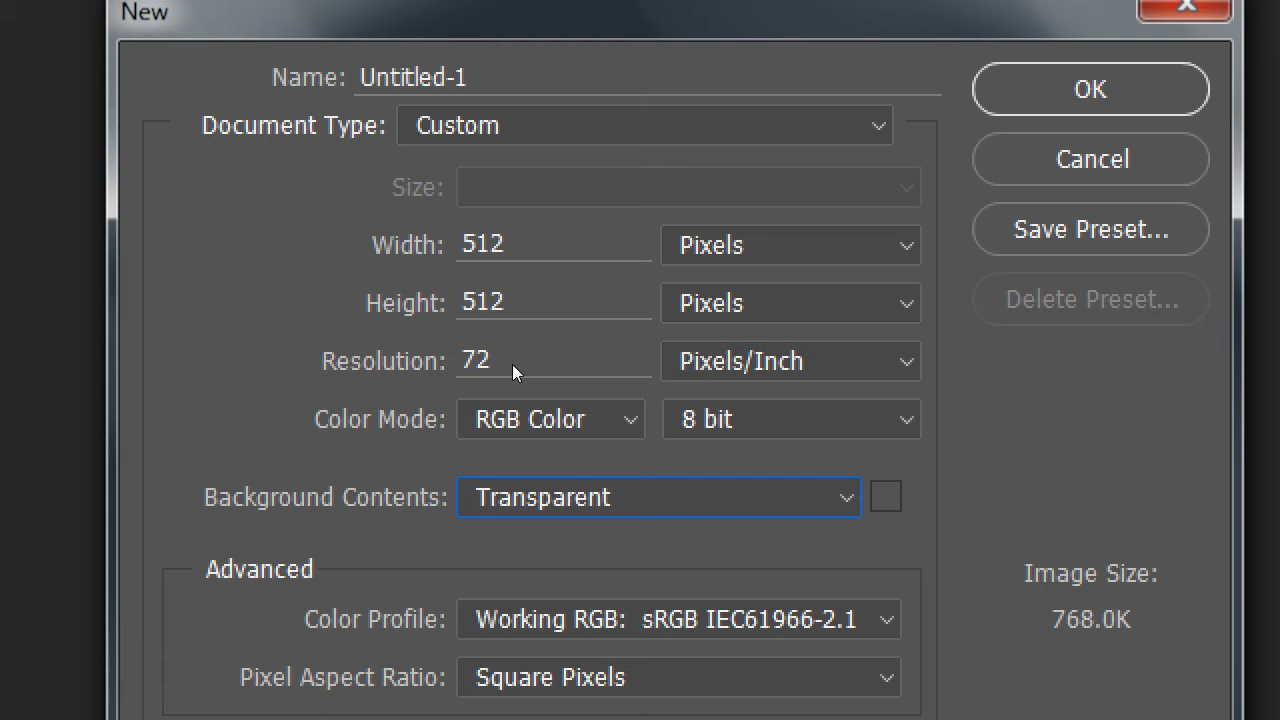 New
Name: Untitled-1
OK
Document Type: Custom
Cancel
Size:
Save Preset...
Width: 512 Pixels
Delete Preset...
Height: 512 Pixels
Resolution: 72 Pixels/Inch
Color Mode: RGB Color 8 bit
Background Contents: Transparent
Advanced
Image Size:
768.0K
Color Profile: Working RGB: sRGB IEC61966-2.1
Pixel Aspect Ratio: Square Pixels